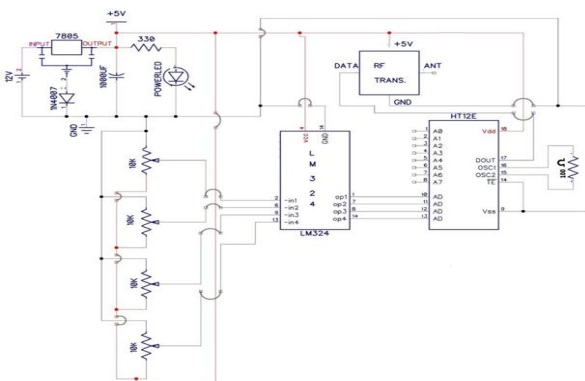 +5V
7805
INPUT
OUTPUT
330
12V
1N4007
1000UF
POWERLED
GND
10K
10K
10K
10K
LM324
4
14
GND
2
6
9
13
-in1
-in2
-in3
-in4
op1
op2
op3
op4
1
7
8
14
LM324
+5V
DATA
RF
TRANS.
ANT
GND
HT12E
1 A0
2 A1
3 A2
4 A3
5 A4
6 A5
7 A6
8 A7
10 AD
11 AD
12 AD
13 AD
Vdd 18
DOUT 17
OSC1 16
OSC2 15
TE 14
Vss 9